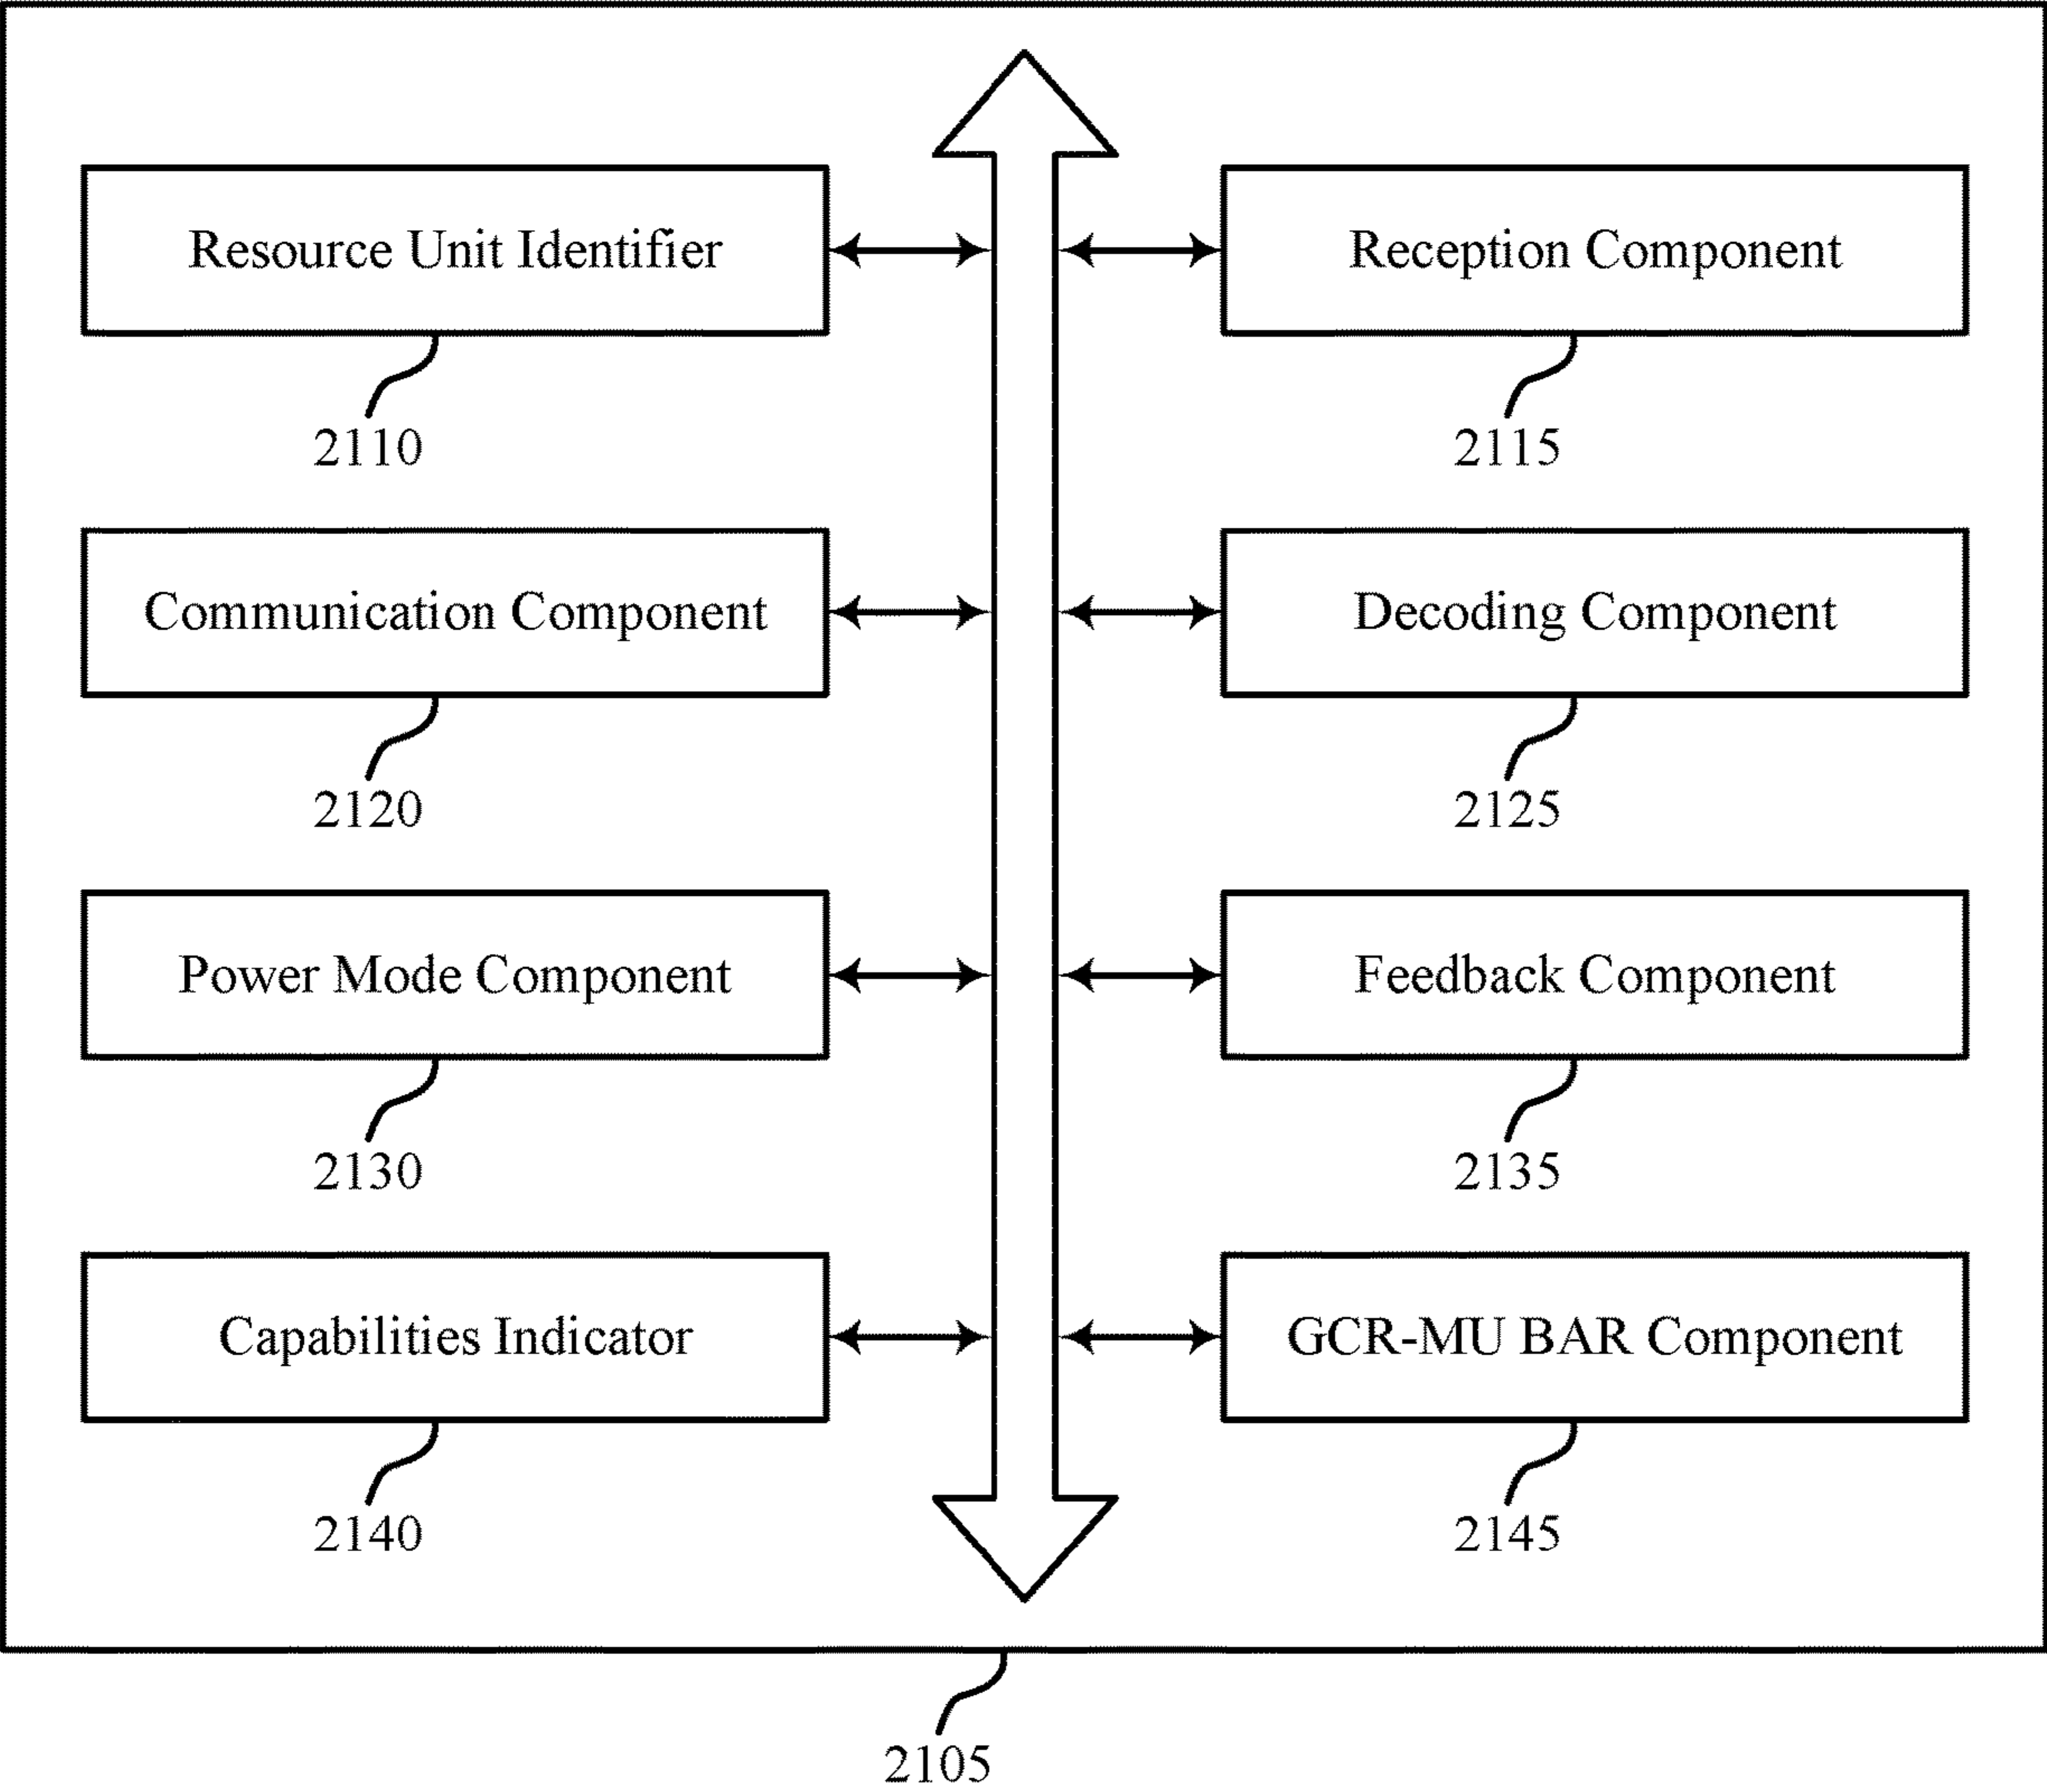 Resource Unit Identifier
Reception Component
2110
2115
Communication Component
Decoding Component
2120
2125
Power Mode Component
Feedback Component
2130
2135
Capabilities Indicator
GCR-MU BAR Component
2140
2145
2105